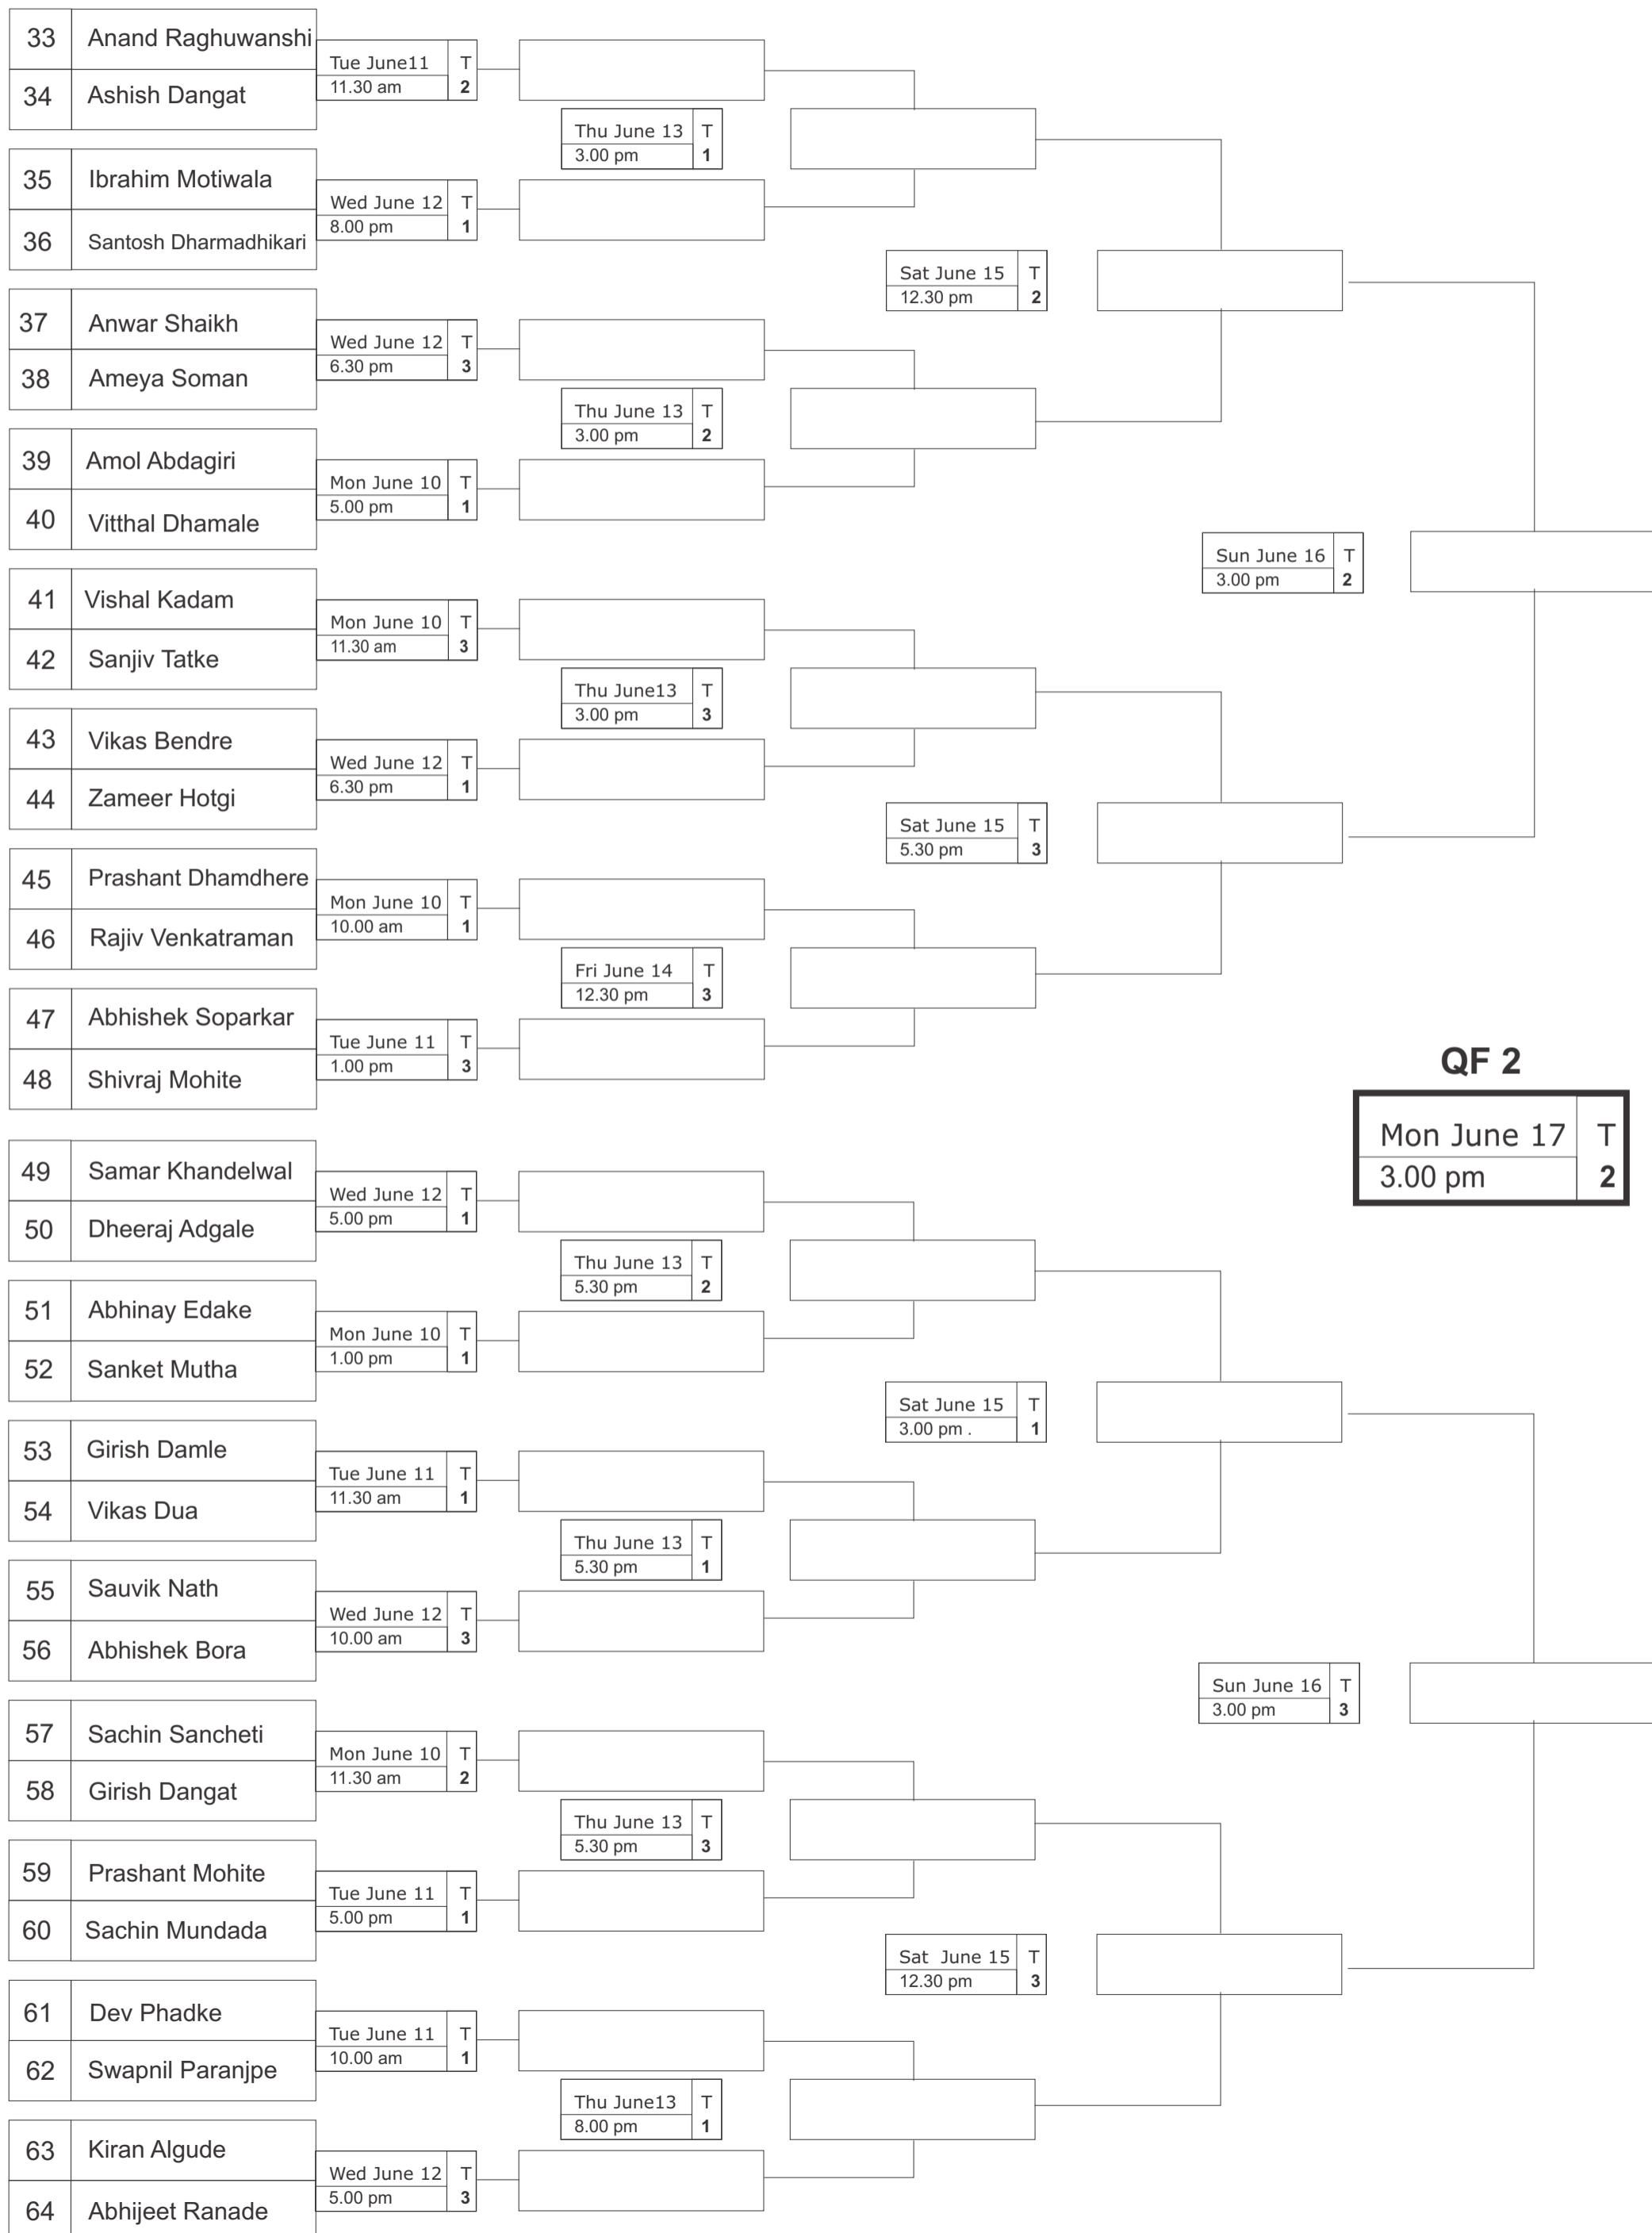 33 Anand Raghuwanshi
Tue June11 T
11.30 am 2
34 Ashish Dangat
Thu June 13 T
3.00 pm 1
35 Ibrahim Motiwala
Wed June 12 T
8.00 pm 1
36 Santosh Dharmadhikari
Sat June 15 T
12.30 pm 2
37 Anwar Shaikh
Wed June 12 T
6.30 pm 3
38 Ameya Soman
Thu June 13 T
3.00 pm 2
39 Amol Abdagiri
Mon June 10 T
5.00 pm 1
40 Vitthal Dhamale
Sun June 16 T
3.00 pm 2
41 Vishal Kadam
Mon June 10 T
11.30 am 3
42 Sanjiv Tatke
Thu June13 T
3.00 pm 3
43 Vikas Bendre
Wed June 12 T
6.30 pm 1
44 Zameer Hotgi
Sat June 15 T
5.30 pm 3
45 Prashant Dhamdhere
Mon June 10 T
10.00 am 1
46 Rajiv Venkatraman
Fri June 14 T
12.30 pm 3
47 Abhishek Soparkar
Tue June 11 T
1.00 pm 3
48 Shivraj Mohite
QF 2
Mon June 17 T
3.00 pm 2
49 Samar Khandelwal
Wed June 12 T
5.00 pm 1
50 Dheeraj Adgale
Thu June 13 T
5.30 pm 2
51 Abhinay Edake
Mon June 10 T
1.00 pm 1
52 Sanket Mutha
Sat June 15 T
3.00 pm . 1
53 Girish Damle
Tue June 11 T
11.30 am 1
54 Vikas Dua
Thu June 13 T
5.30 pm 1
55 Sauvik Nath
Wed June 12 T
10.00 am 3
56 Abhishek Bora
Sun June 16 T
3.00 pm 3
57 Sachin Sancheti
Mon June 10 T
11.30 am 2
58 Girish Dangat
Thu June 13 T
5.30 pm 3
59 Prashant Mohite
Tue June 11 T
5.00 pm 1
60 Sachin Mundada
Sat June 15 T
12.30 pm 3
61 Dev Phadke
Tue June 11 T
10.00 am 1
62 Swapnil Paranjpe
Thu June13 T
8.00 pm 1
63 Kiran Algude
Wed June 12 T
5.00 pm 3
64 Abhijeet Ranade